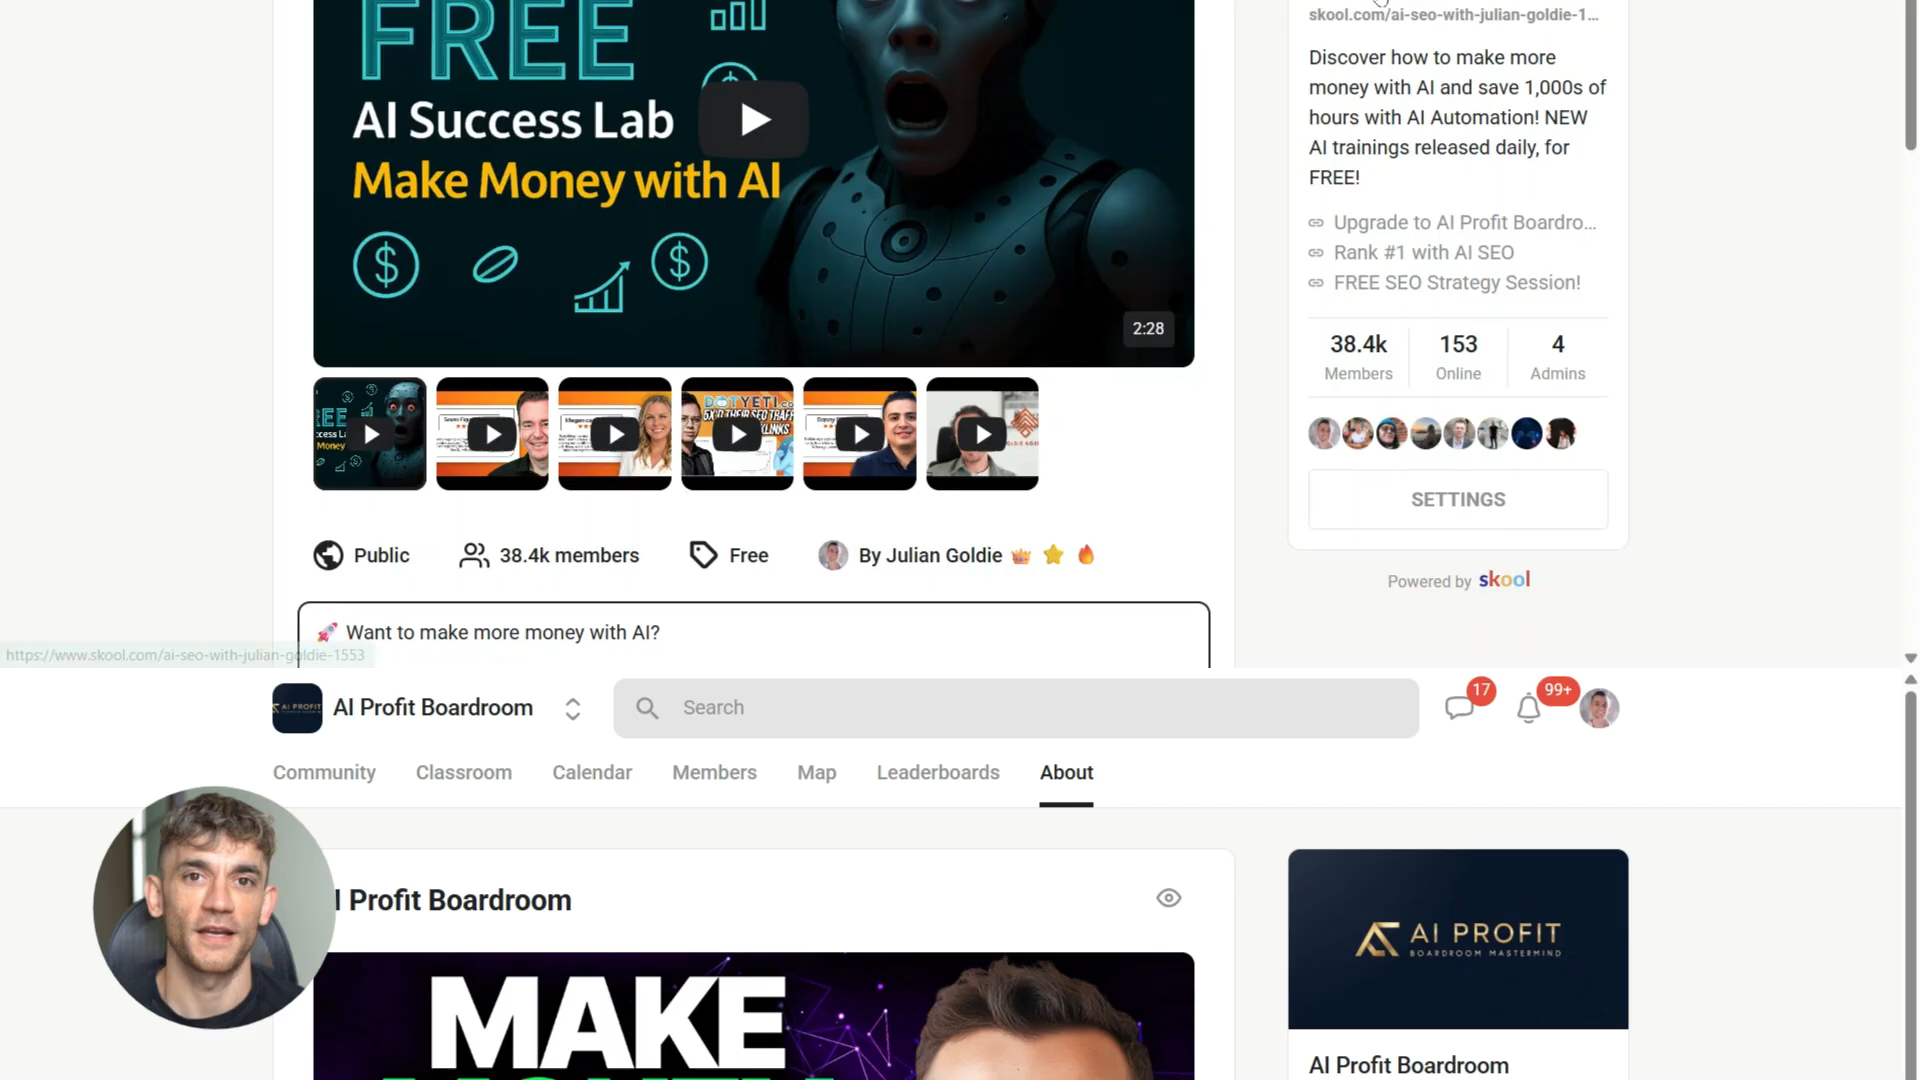 FREE
AI Success Lab
Make Money with AI
2:28
skool.com/ai-seo-with-julian-goldie-1...
Discover how to make more
money with AI and save 1,000s of
hours with AI Automation! NEW
AI trainings released daily, for
FREE!
Upgrade to AI Profit Boardro...
Rank #1 with AI SEO
FREE SEO Strategy Session!
38.4k
Members
153
Online
4
Admins
SETTINGS
Powered by skool
Public
38.4k members
Free
By Julian Goldie
Want to make more money with AI?
https://www.skool.com/ai-seo-with-julian-goldie-1553
AI Profit Boardroom
Search
17
99+
Community
Classroom
Calendar
Members
Map
Leaderboards
About
Profit Boardroom
MAKE
AI PROFIT
BOARDROOM MASTERMIND
AI Profit Boardroom